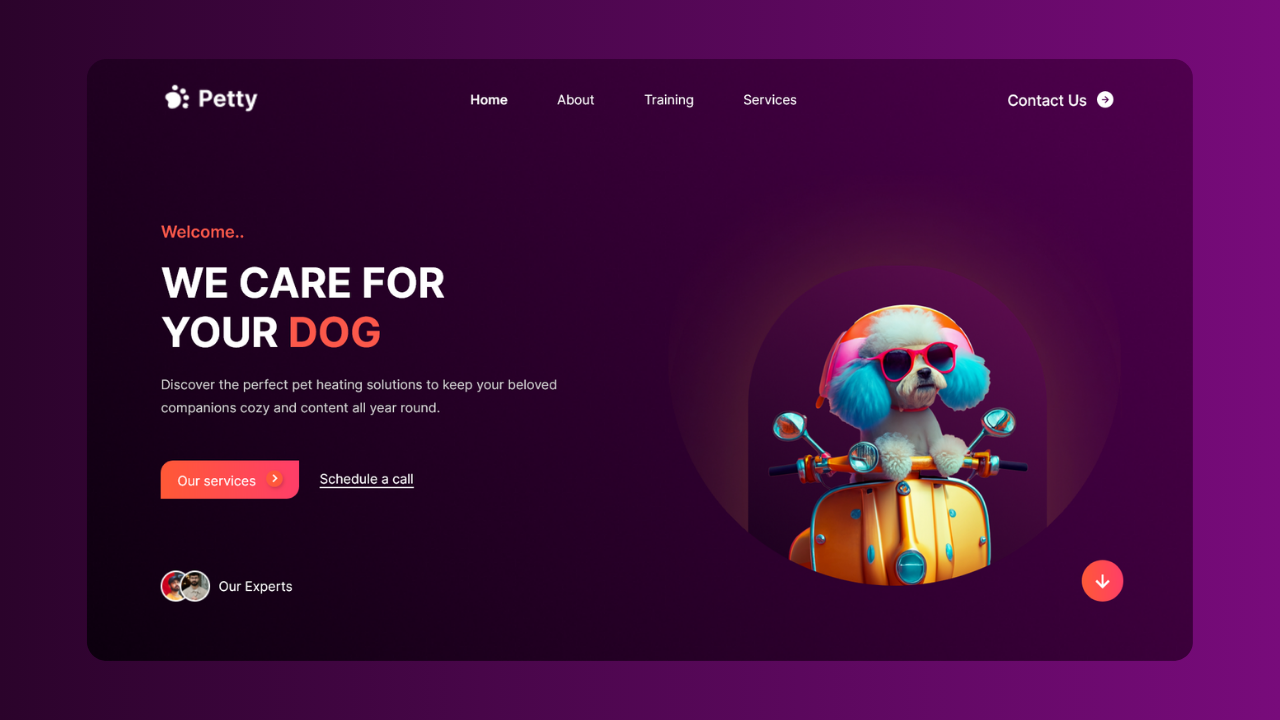 Petty
Home About Training Services
Contact Us
Welcome..
WE CARE FOR
YOUR DOG
Discover the perfect pet heating solutions to keep your beloved
companions cozy and content all year round.
Our services
Schedule a call
Our Experts